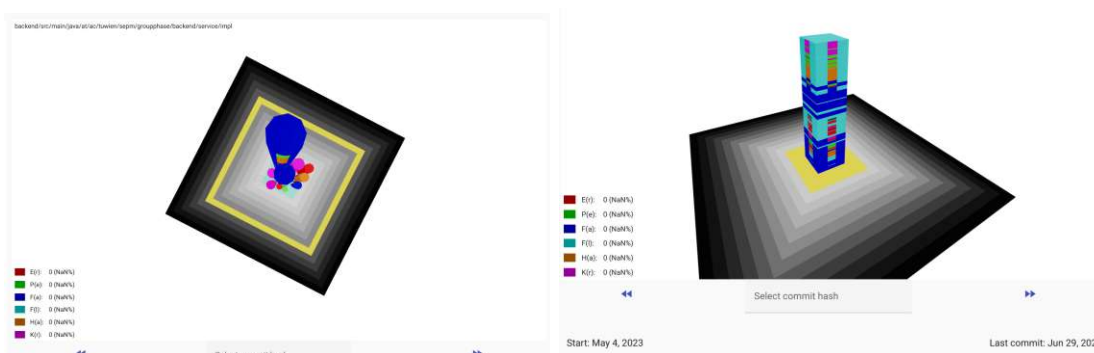 backend/src/main/java/at/ac/tuwien/sepm/groupphase/backend/service/impl
E(r): 0 (NaN%)
P(e): 0 (NaN%)
F(a): 0 (NaN%)
F(l): 0 (NaN%)
H(a): 0 (NaN%)
K(r): 0 (NaN%)
E(r): 0 (NaN%)
P(e): 0 (NaN%)
F(a): 0 (NaN%)
F(l): 0 (NaN%)
H(a): 0 (NaN%)
K(r): 0 (NaN%)
Select commit hash
Start: May 4, 2023
Last commit: Jun 29, 202